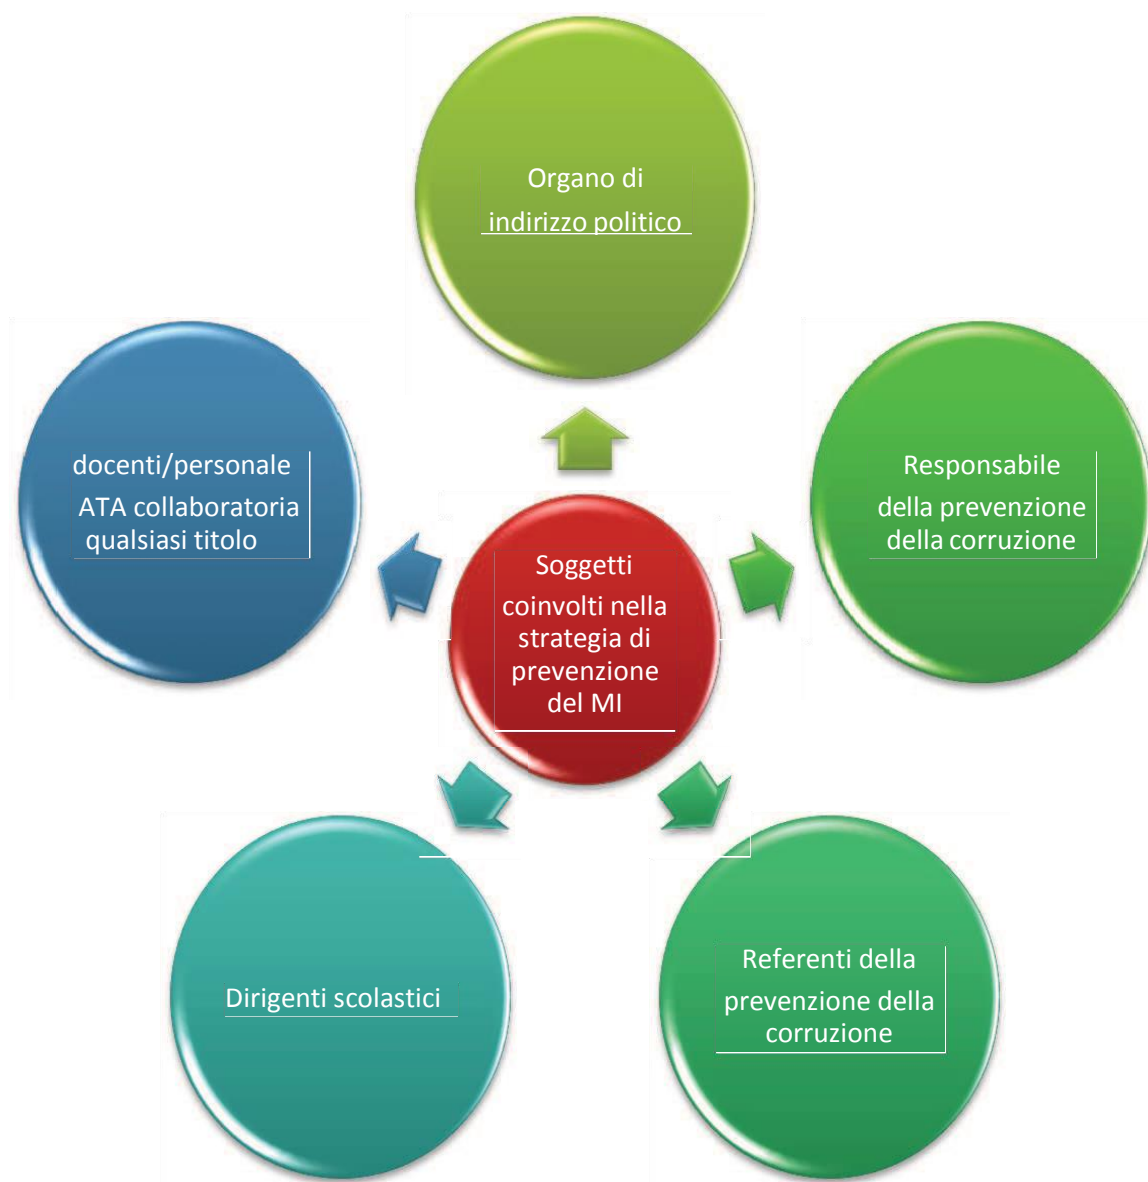 Organo di
indirizzo politico
docenti/personale
ATA collaboratoria
qualsiasi titolo
Responsabile
della prevenzione
della corruzione
Soggetti
coinvolti nella
strategia di
prevenzione
del MI
Dirigenti scolastici
Referenti della
prevenzione della
corruzione